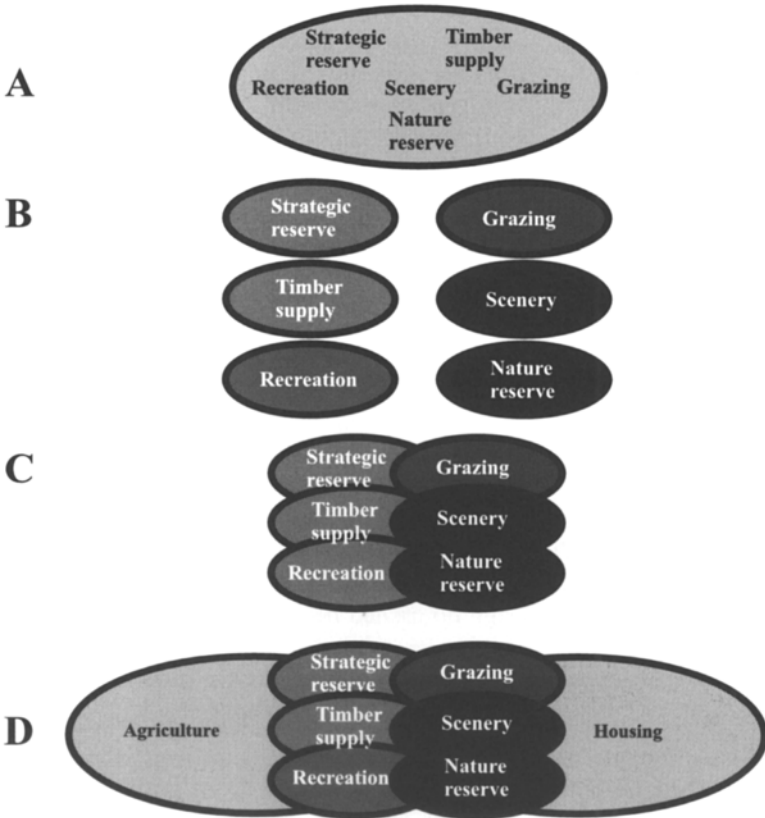 A
Strategic
reserve
Timber
supply
Recreation
Scenery
Grazing
Nature
reserve
B
Strategic
reserve
Grazing
Timber
supply
Scenery
Recreation
Nature
reserve
C
Strategic
reserve
Grazing
Timber
supply
Scenery
Recreation
Nature
reserve
D
Strategic
reserve
Grazing
Agriculture
Timber
supply
Scenery
Housing
Recreation
Nature
reserve